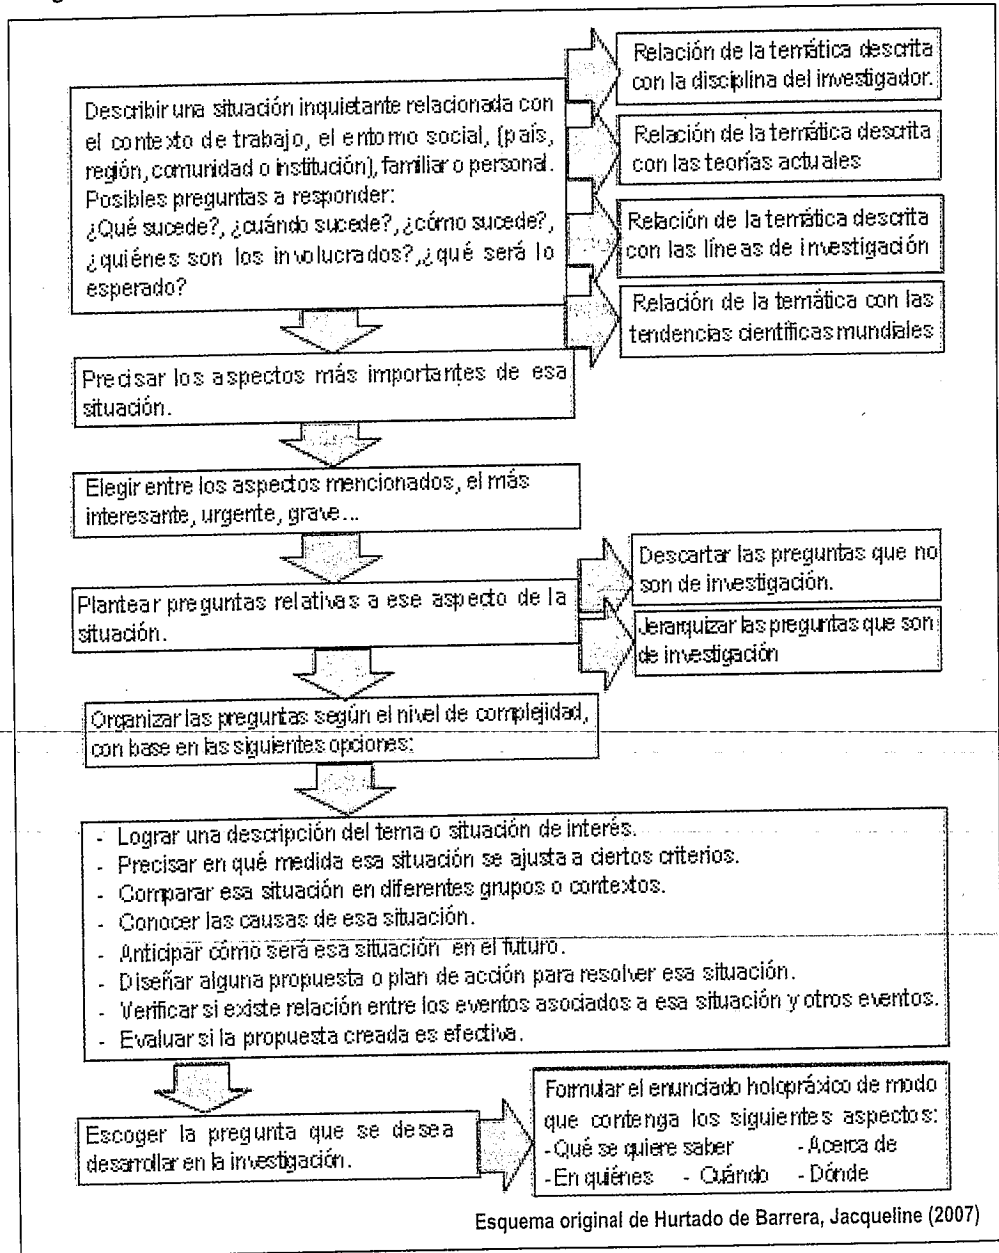 Describir una situación inquietante relacionada con
el contexto de trabajo, el entorno social, (país,
región, comunidad o institución), familiar o personal.
Posibles preguntas a responder:
¿Qué sucede?, ¿cuándo sucede?, ¿cómo sucede?,
¿quiénes son los involucrados?, ¿qué será lo
esperado?
Relación de la temática descrita
con la disciplina del investigador.
Relación de la temática descrita
con las teorías actuales
Relación de la temática descrita
con las líneas de investigación
Relación de la temática con las
tendencias científicas mundiales
Precisar los aspectos más importantes de esa
situación.
Elegir entre los aspectos mencionados, el más
interesante, urgente, grave...
Plantear preguntas relativas a ese aspecto de la
situación.
Descartar las preguntas que no
son de investigación.
Jerarquizar las preguntas que son
de investigación
Organizar las preguntas según el nivel de complejidad,
con base en las siguientes opciones:
- Lograr una descripción del tema o situación de interés.
- Precisar en qué medida esa situación se ajusta a ciertos criterios.
- Comparar esa situación en diferentes grupos o contextos.
- Conocer las causas de esa situación.
- Anticipar cómo será esa situación en el futuro.
- Diseñar alguna propuesta o plan de acción para resolver esa situación.
- Verificar si existe relación entre los eventos asociados a esa situación y otros eventos.
- Evaluar si la propuesta creada es efectiva.
Escoger la pregunta que se desea
desarrollar en la investigación.
Formular el enunciado holopráxico de modo
que contenga los siguientes aspectos:
-Qué se quiere saber - Acerca de
-En quiénes - Cuándo - Dónde
Esquema original de Hurtado de Barrera, Jacqueline (2007)